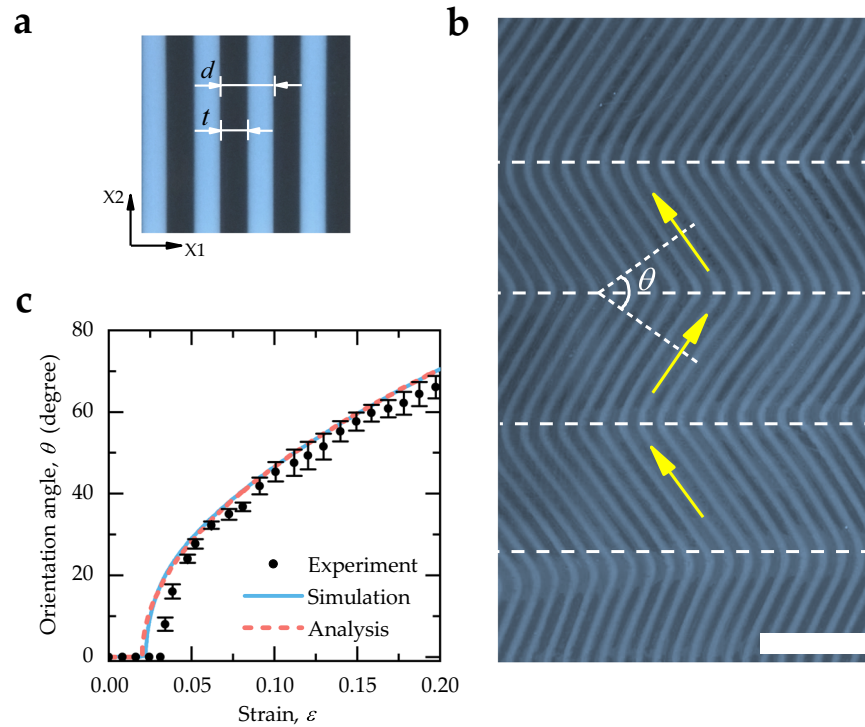 a
d
t
X2
X1
b
θ
c
Orientation angle, θ (degree)
80
60
40
20
0
Experiment
Simulation
Analysis
0.00
0.05
0.10
0.15
0.20
Strain, ε